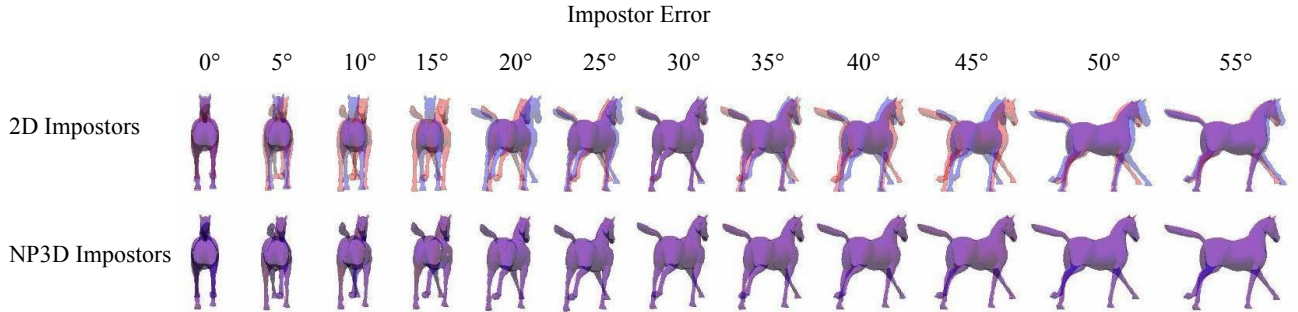 Impostor Error
0° 5° 10° 15° 20° 25° 30° 35° 40° 45° 50° 55°
2D Impostors
NP3D Impostors